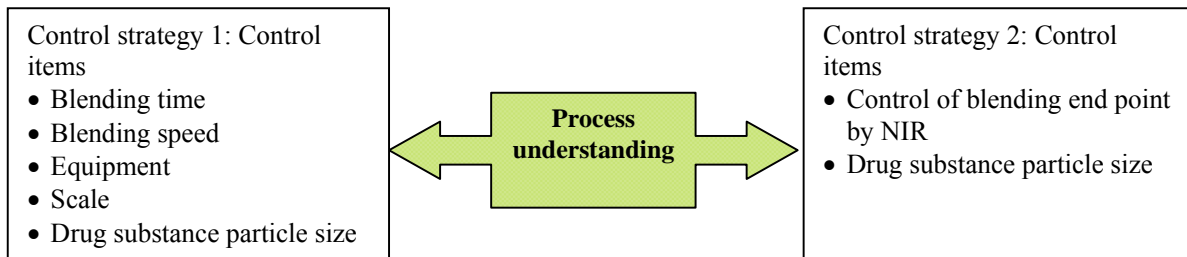 Control strategy 1: Control
items
• Blending time
• Blending speed
• Equipment
• Scale
• Drug substance particle size
Process
understanding
Control strategy 2: Control
items
• Control of blending end point
by NIR
• Drug substance particle size